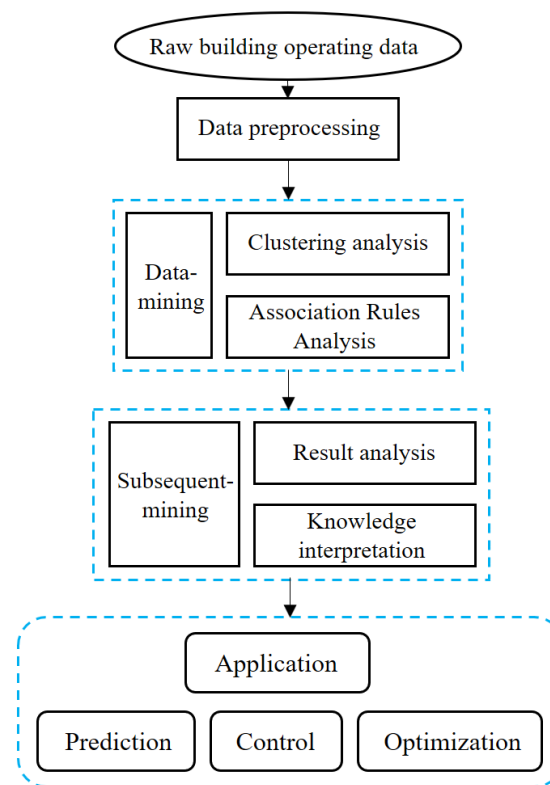 Raw building operating data
Data preprocessing
Data-
mining
Clustering analysis
Association Rules
Analysis
Subsequent-
mining
Result analysis
Knowledge
interpretation
Application
Prediction
Control
Optimization